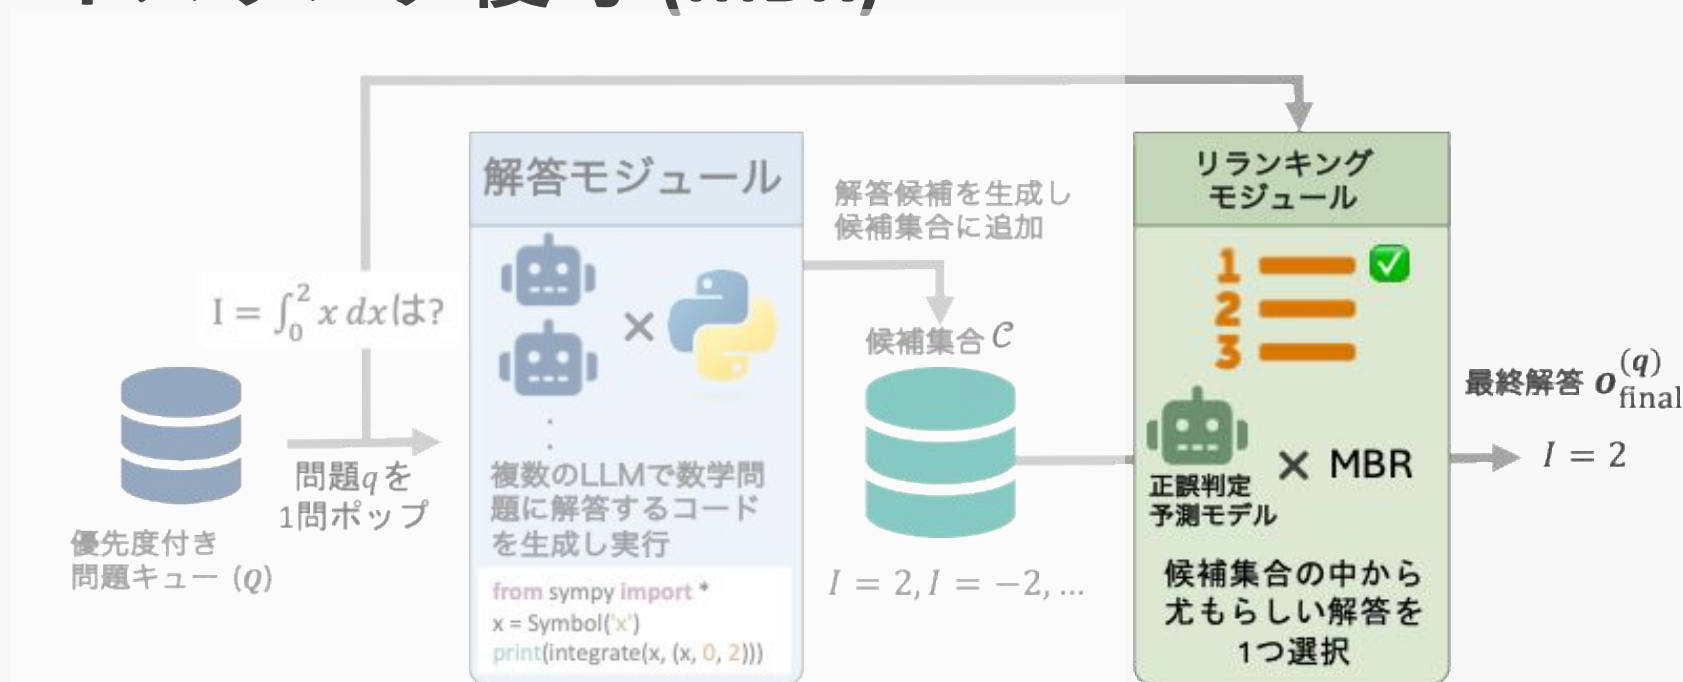 I = ∫₀² x dxは?
優先度付き
問題キュー (Q)
問題qを
1問ポップ
解答モジュール
複数のLLMで数学問
題に解答するコード
を生成し実行
from sympy import *
x = Symbol('x')
print(integrate(x, (x, 0, 2)))
解答候補を生成し
候補集合に追加
候補集合 C
I = 2, I = −2, ...
リランキング
モジュール
1
2
3
正誤判定
予測モデル
× MBR
候補集合の中から
尤もらしい解答を
1つ選択
最終解答 o_final^(q)
I = 2